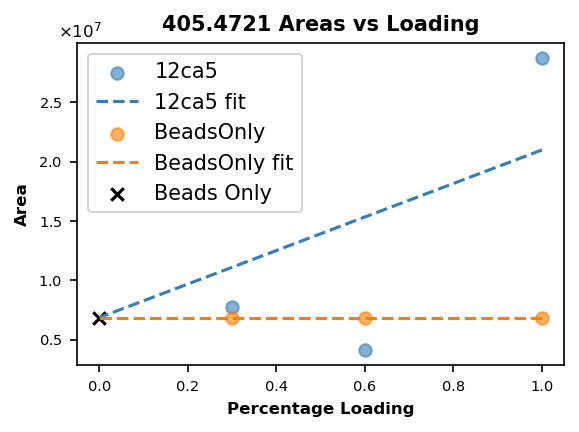 405.4721 Areas vs Loading
×10⁷
12ca5
12ca5 fit
BeadsOnly
BeadsOnly fit
Beads Only
2.5
2.0
1.5
1.0
0.5
Area
0.0 0.2 0.4 0.6 0.8 1.0
Percentage Loading